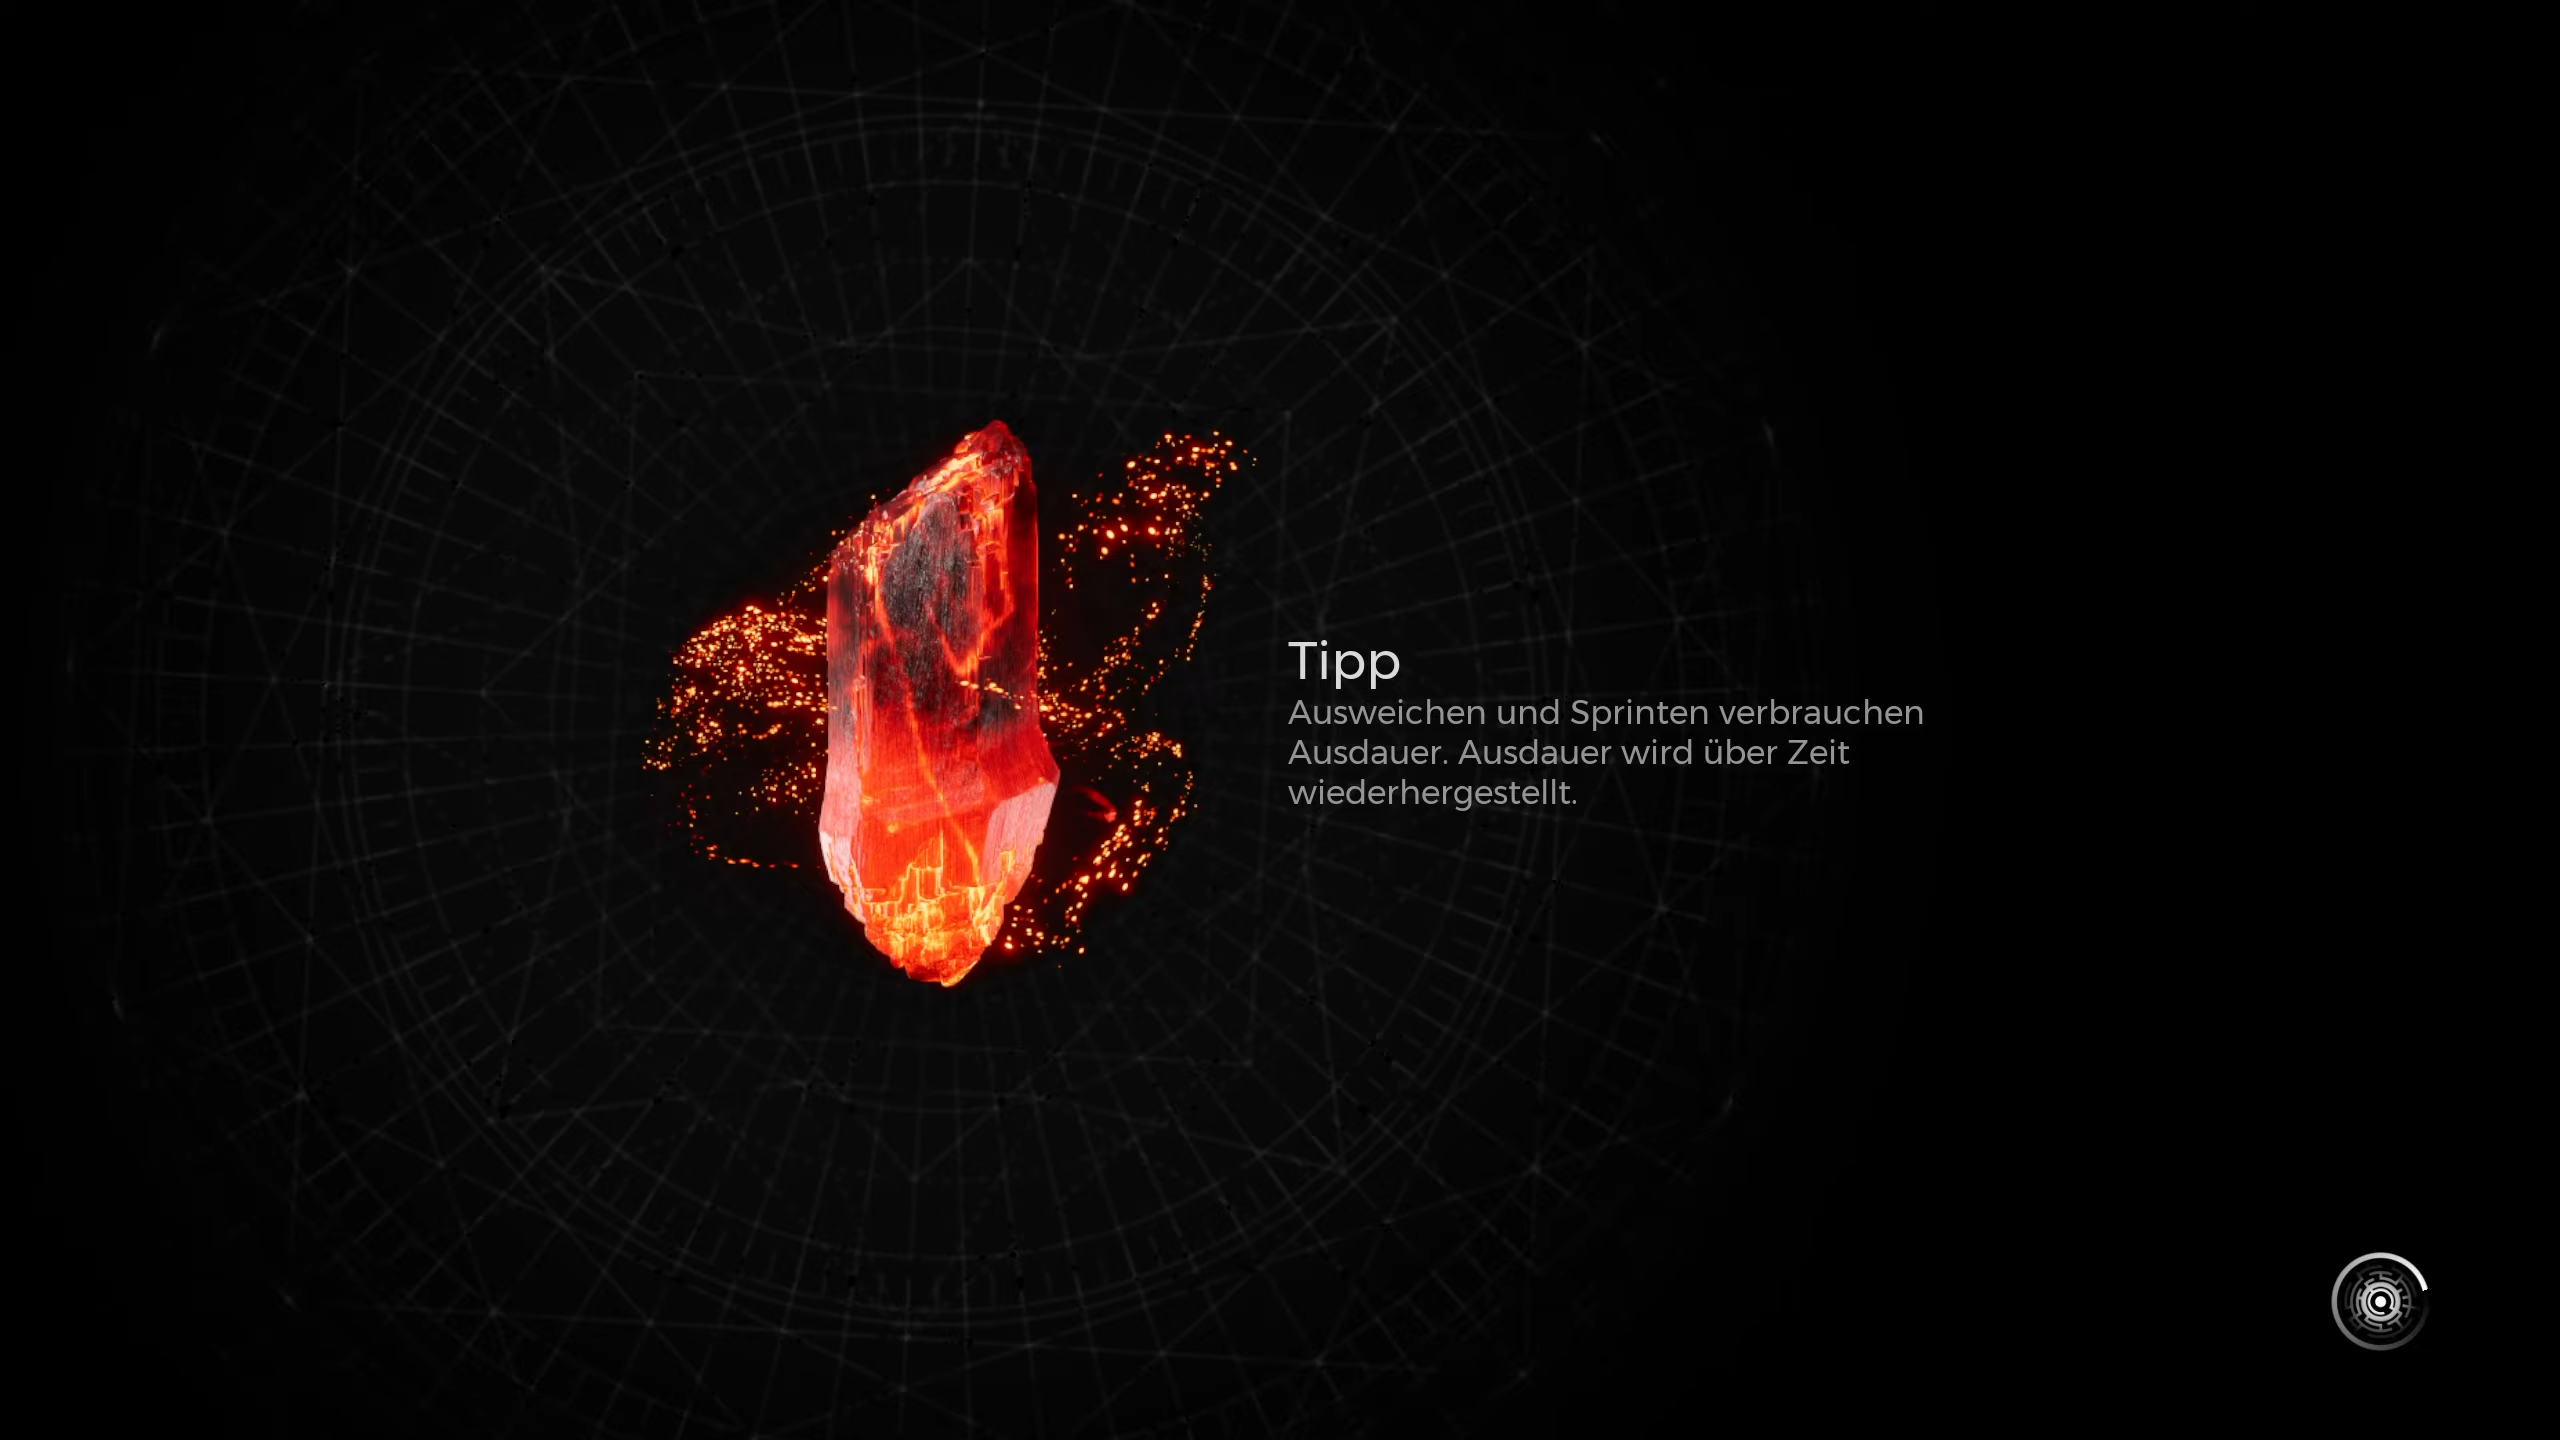 Tipp
Ausweichen und Sprinten verbrauchen
Ausdauer. Ausdauer wird über Zeit
wiederhergestellt.